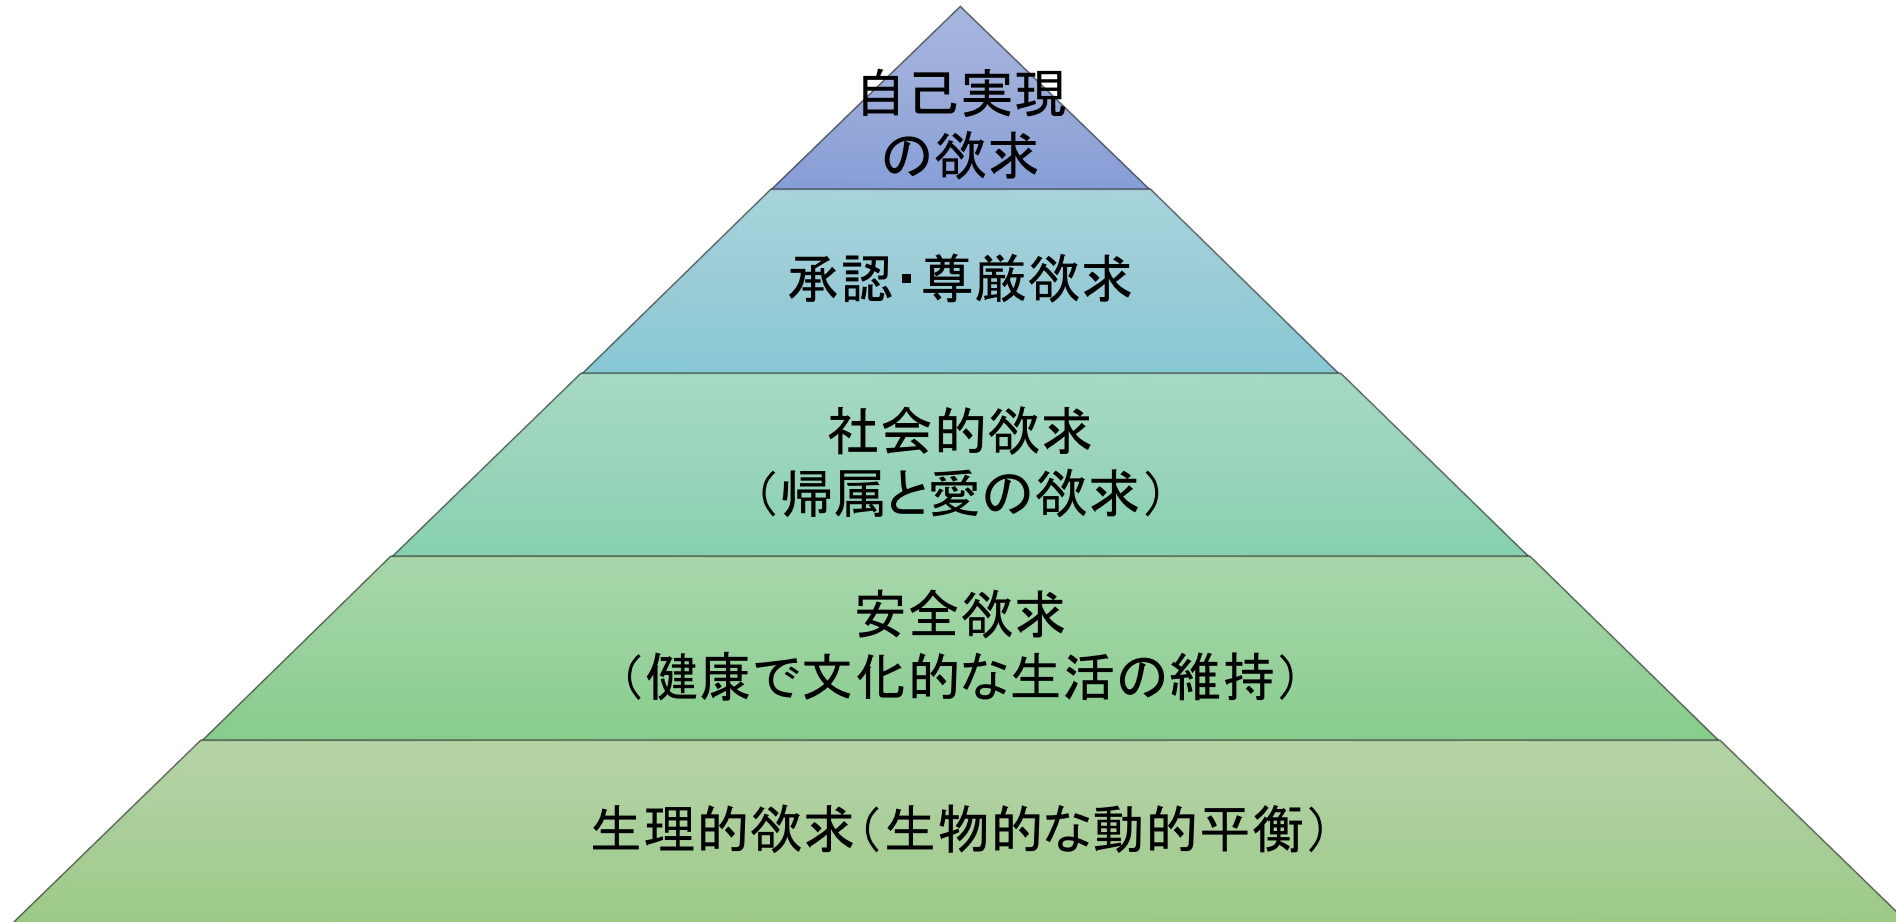 自己実現
の欲求
承認・尊厳欲求
社会的欲求
（帰属と愛の欲求）
安全欲求
（健康で文化的な生活の維持）
生理的欲求（生物的な動的平衡）